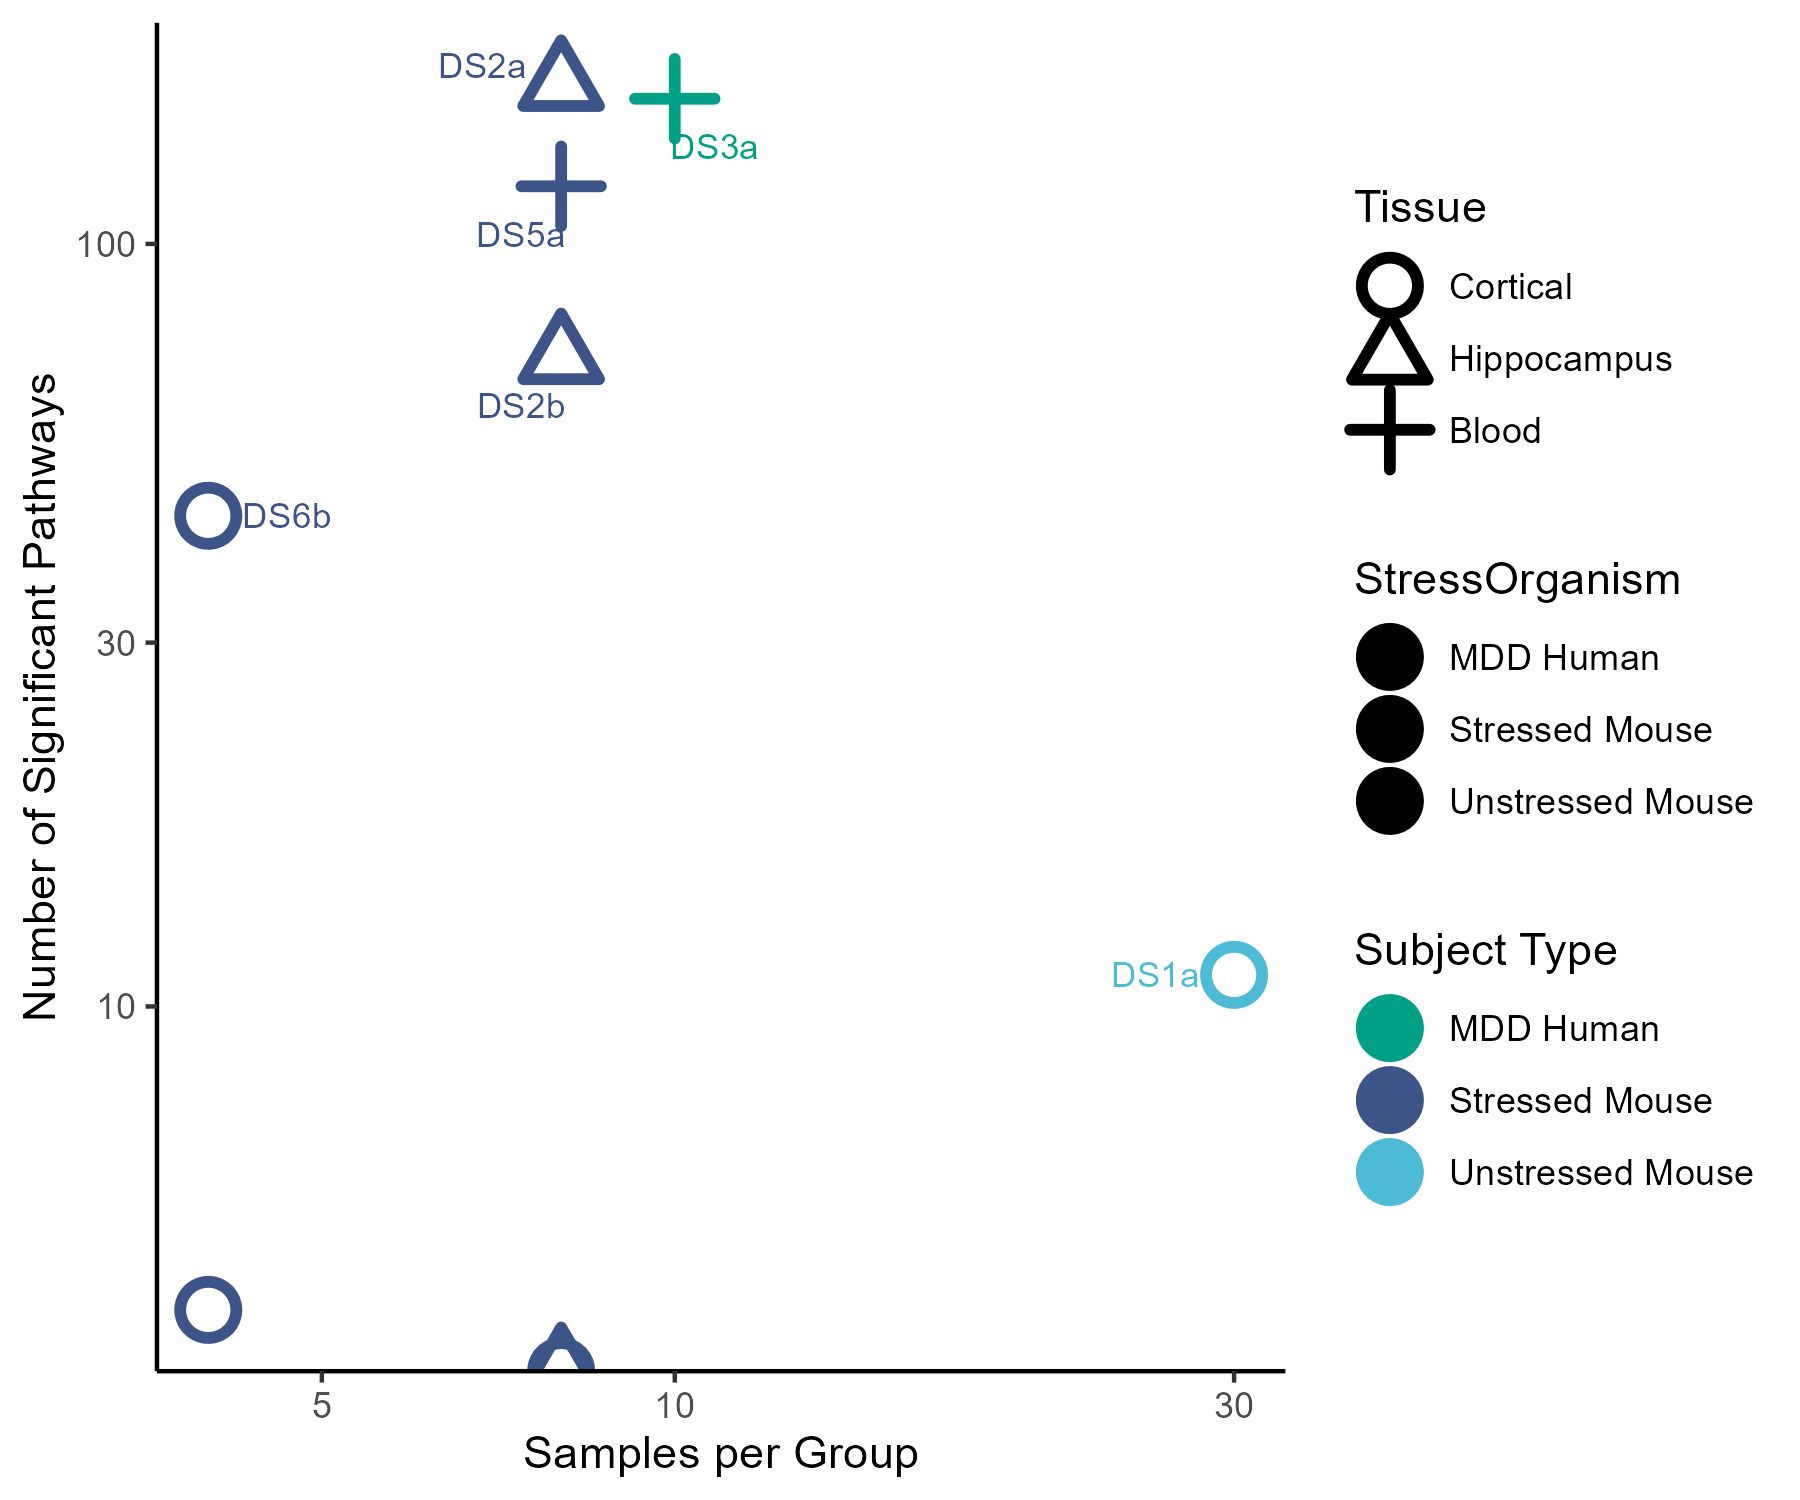 DS2a
DS3a
DS5a
DS2b
DS6b
DS1a
100
30
10
5
10
30
Number of Significant Pathways
Samples per Group
Tissue
Cortical
Hippocampus
Blood
StressOrganism
MDD Human
Stressed Mouse
Unstressed Mouse
Subject Type
MDD Human
Stressed Mouse
Unstressed Mouse